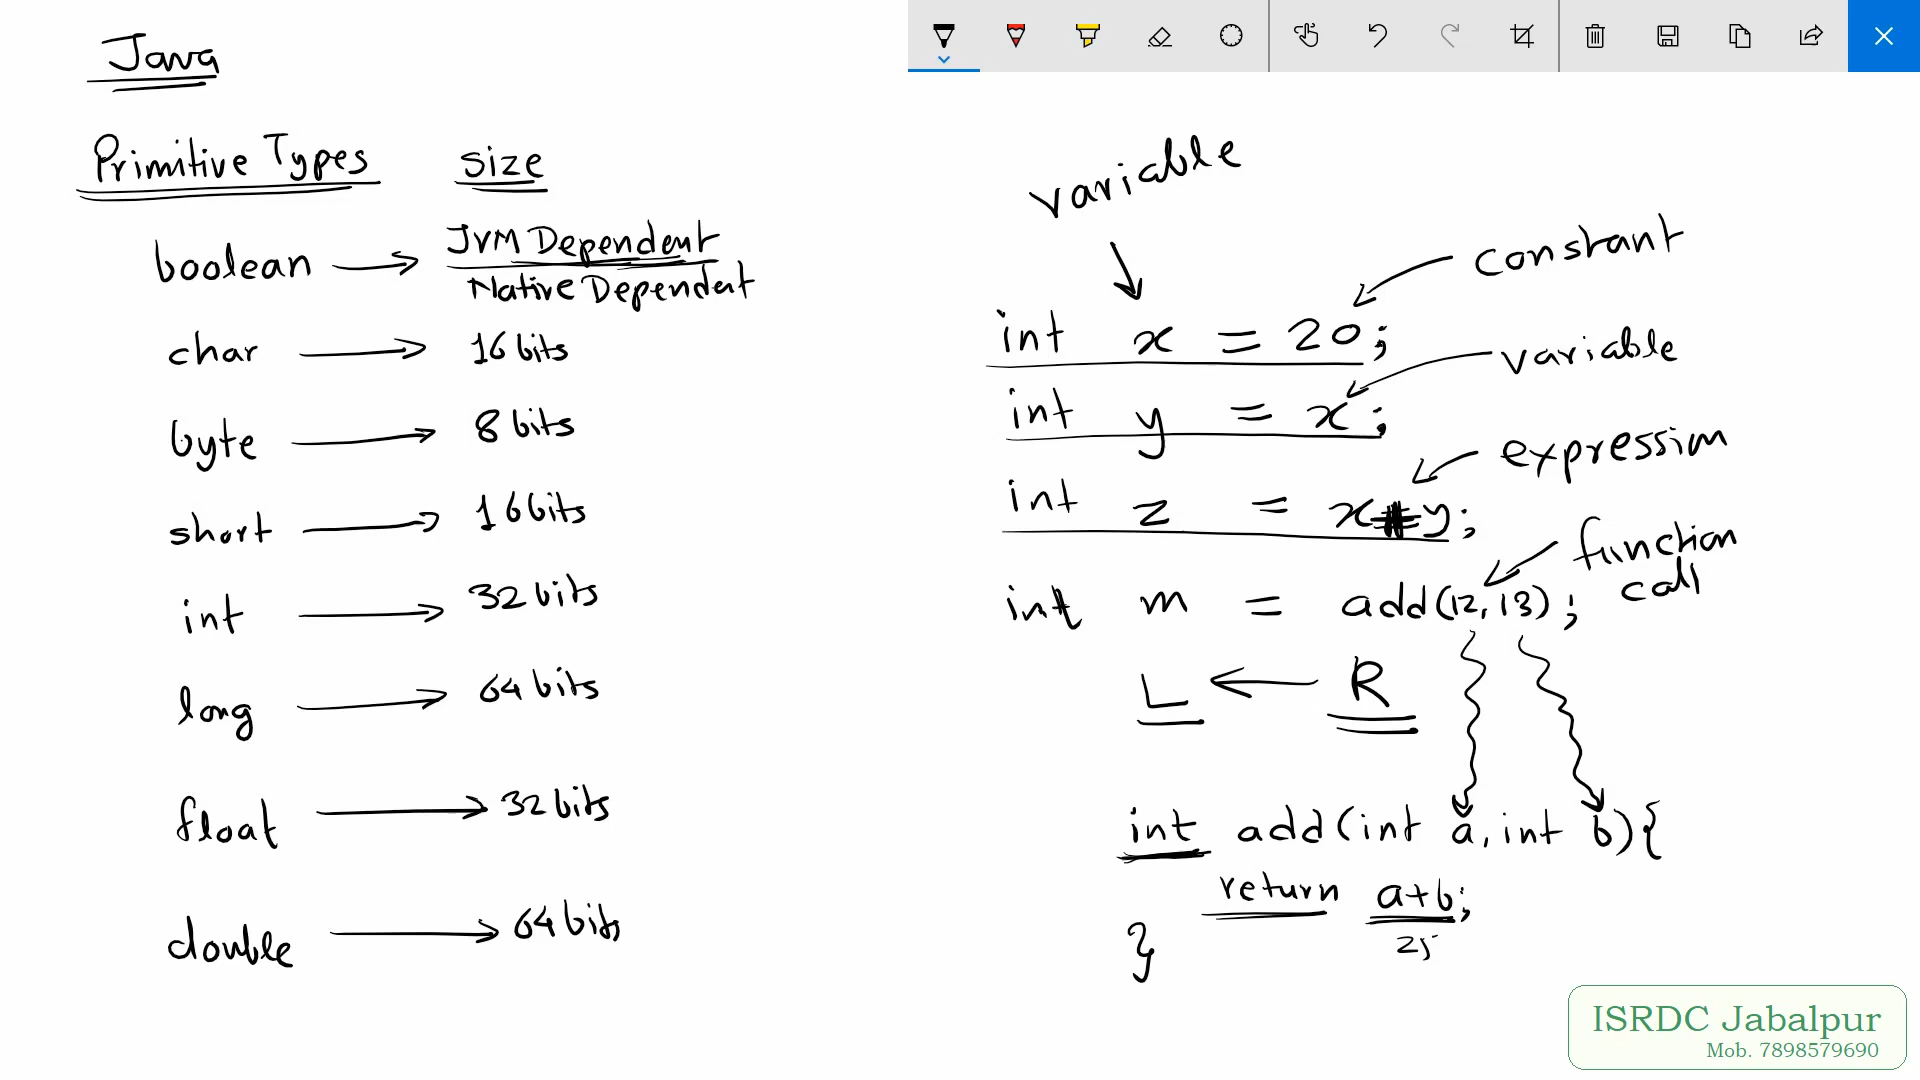 Java
Primitive Types    Size
boolean → JVM Dependent
Native Dependent
char → 16 bits
byte → 8 bits
short → 16 bits
int → 32 bits
long → 64 bits
float → 32 bits
double → 64 bits
variable
constant
int x = 20;
variable
int y = x;
expression
int z = x y;
function
call
int m = add(12, 13);
L ← R
int add(int a, int b){
return a+b;
}
ISRDC Jabalpur
Mob. 7898579690